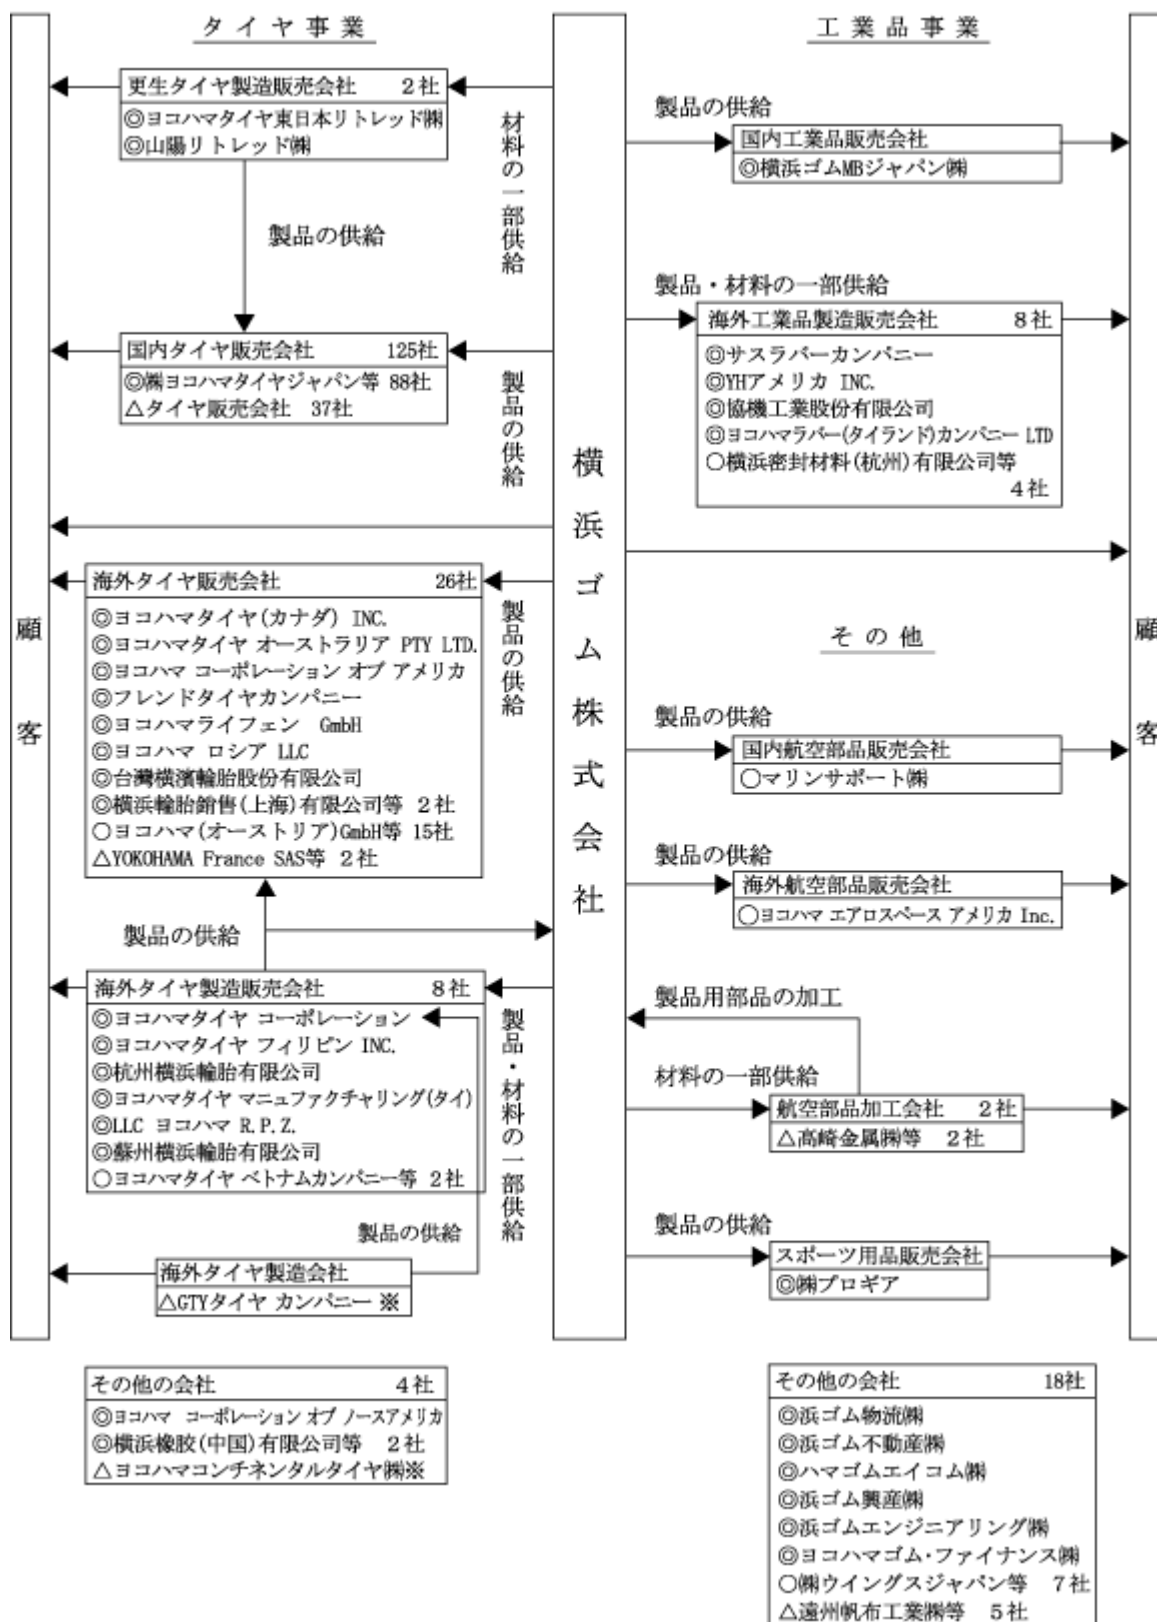 タイヤ事業
更生タイヤ製造販売会社 2社
◎ヨコハマタイヤ東日本リトレッド㈱
◎山陽リトレッド㈱
材料の一部供給
製品の供給
国内タイヤ販売会社 125社
◎㈱ヨコハマタイヤジャパン等 88社
△タイヤ販売会社 37社
製品の供給
海外タイヤ販売会社 26社
◎ヨコハマタイヤ(カナダ) INC.
◎ヨコハマタイヤ オーストラリア PTY LTD.
◎ヨコハマ コーポレーション オブ アメリカ
◎フレンドタイヤカンパニー
◎ヨコハマライフェン GmbH
◎ヨコハマ ロシア LLC
◎台灣横濱輪胎股份有限公司
◎横浜輪胎銷售(上海)有限公司等 2社
○ヨコハマ(オーストリア)GmbH等 15社
△YOKOHAMA France SAS等 2社
製品の供給
製品の供給
海外タイヤ製造販売会社 8社
◎ヨコハマタイヤ コーポレーション
◎ヨコハマタイヤ フィリピン INC.
◎杭州横浜輪胎有限公司
◎ヨコハマタイヤ マニュファクチャリング(タイ)
◎LLC ヨコハマ R.P.Z.
◎蘇州横浜輪胎有限公司
○ヨコハマタイヤ ベトナムカンパニー等 2社
製品・材料の一部供給
製品の供給
海外タイヤ製造会社
△GTYタイヤ カンパニー ※
顧客
その他の会社 4社
◎ヨコハマ コーポレーション オブ ノースアメリカ
◎横浜橡胶(中国)有限公司等 2社
△ヨコハマコンチネンタルタイヤ㈱※
横浜ゴム株式会社
工業品事業
製品の供給
国内工業品販売会社
◎横浜ゴムMBジャパン㈱
製品・材料の一部供給
海外工業品製造販売会社 8社
◎サスラバーカンパニー
◎YHアメリカ INC.
◎協機工業股份有限公司
◎ヨコハマラバー(タイランド)カンパニー LTD
○横浜密封材料(杭州)有限公司等
4社
その他
製品の供給
国内航空部品販売会社
○マリンサポート㈱
製品の供給
海外航空部品販売会社
○ヨコハマ エアロスペース アメリカ Inc.
製品用部品の加工
材料の一部供給
航空部品加工会社 2社
△高崎金属㈱等 2社
製品の供給
スポーツ用品販売会社
◎㈱プロギア
顧客
その他の会社 18社
◎浜ゴム物流㈱
◎浜ゴム不動産㈱
◎ハマゴムエイコム㈱
◎浜ゴム興産㈱
◎浜ゴムエンジニアリング㈱
◎ヨコハマゴム・ファイナンス㈱
○㈱ウイングスジャパン等 7社
△遠州帆布工業㈱等 5社